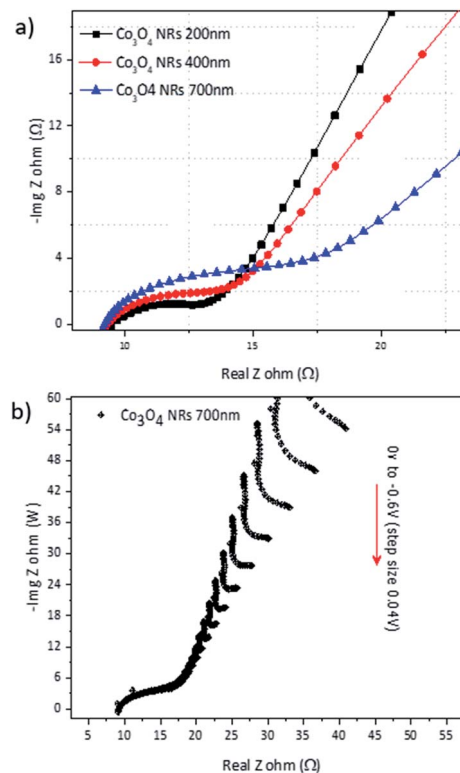 a)
Co₃O₄ NRs 200nm
Co₃O₄ NRs 400nm
Co₃O4 NRs 700nm
-Img Z ohm (Ω)
16
12
8
4
0
10
15
20
Real Z ohm (Ω)
b)
Co₃O₄ NRs 700nm
-Img Z ohm (W)
60
54
48
42
36
30
24
18
12
6
0
0v to -0.6V (step size 0.04V)
5
10
15
20
25
30
35
40
45
50
55
Real Z ohm (Ω)